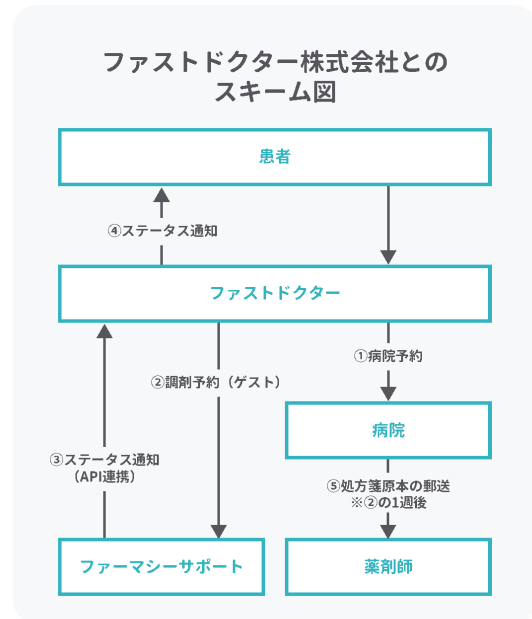 ファストドクター株式会社との
スキーム図
患者
④ステータス通知
ファストドクター
①病院予約
②調剤予約（ゲスト）
病院
③ステータス通知
（API連携）
⑤処方箋原本の郵送
※②の1週後
ファーマシーサポート
薬剤師